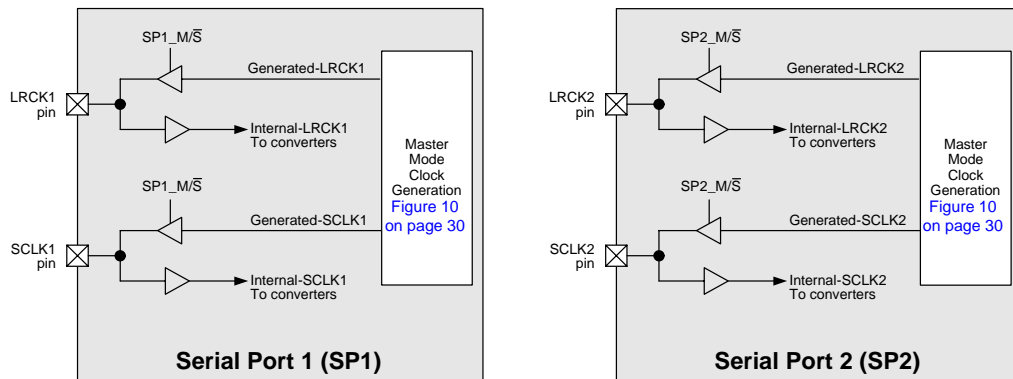 SP1_M/S̅
Generated-LRCK1
LRCK1
pin
Internal-LRCK1
To converters
SP1_M/S̅
Generated-SCLK1
SCLK1
pin
Internal-SCLK1
To converters
Master
Mode
Clock
Generation
Figure 10
on page 30
Serial Port 1 (SP1)
SP2_M/S̅
Generated-LRCK2
LRCK2
pin
Internal-LRCK2
To converters
SP2_M/S̅
Generated-SCLK2
SCLK2
pin
Internal-SCLK2
To converters
Master
Mode
Clock
Generation
Figure 10
on page 30
Serial Port 2 (SP2)